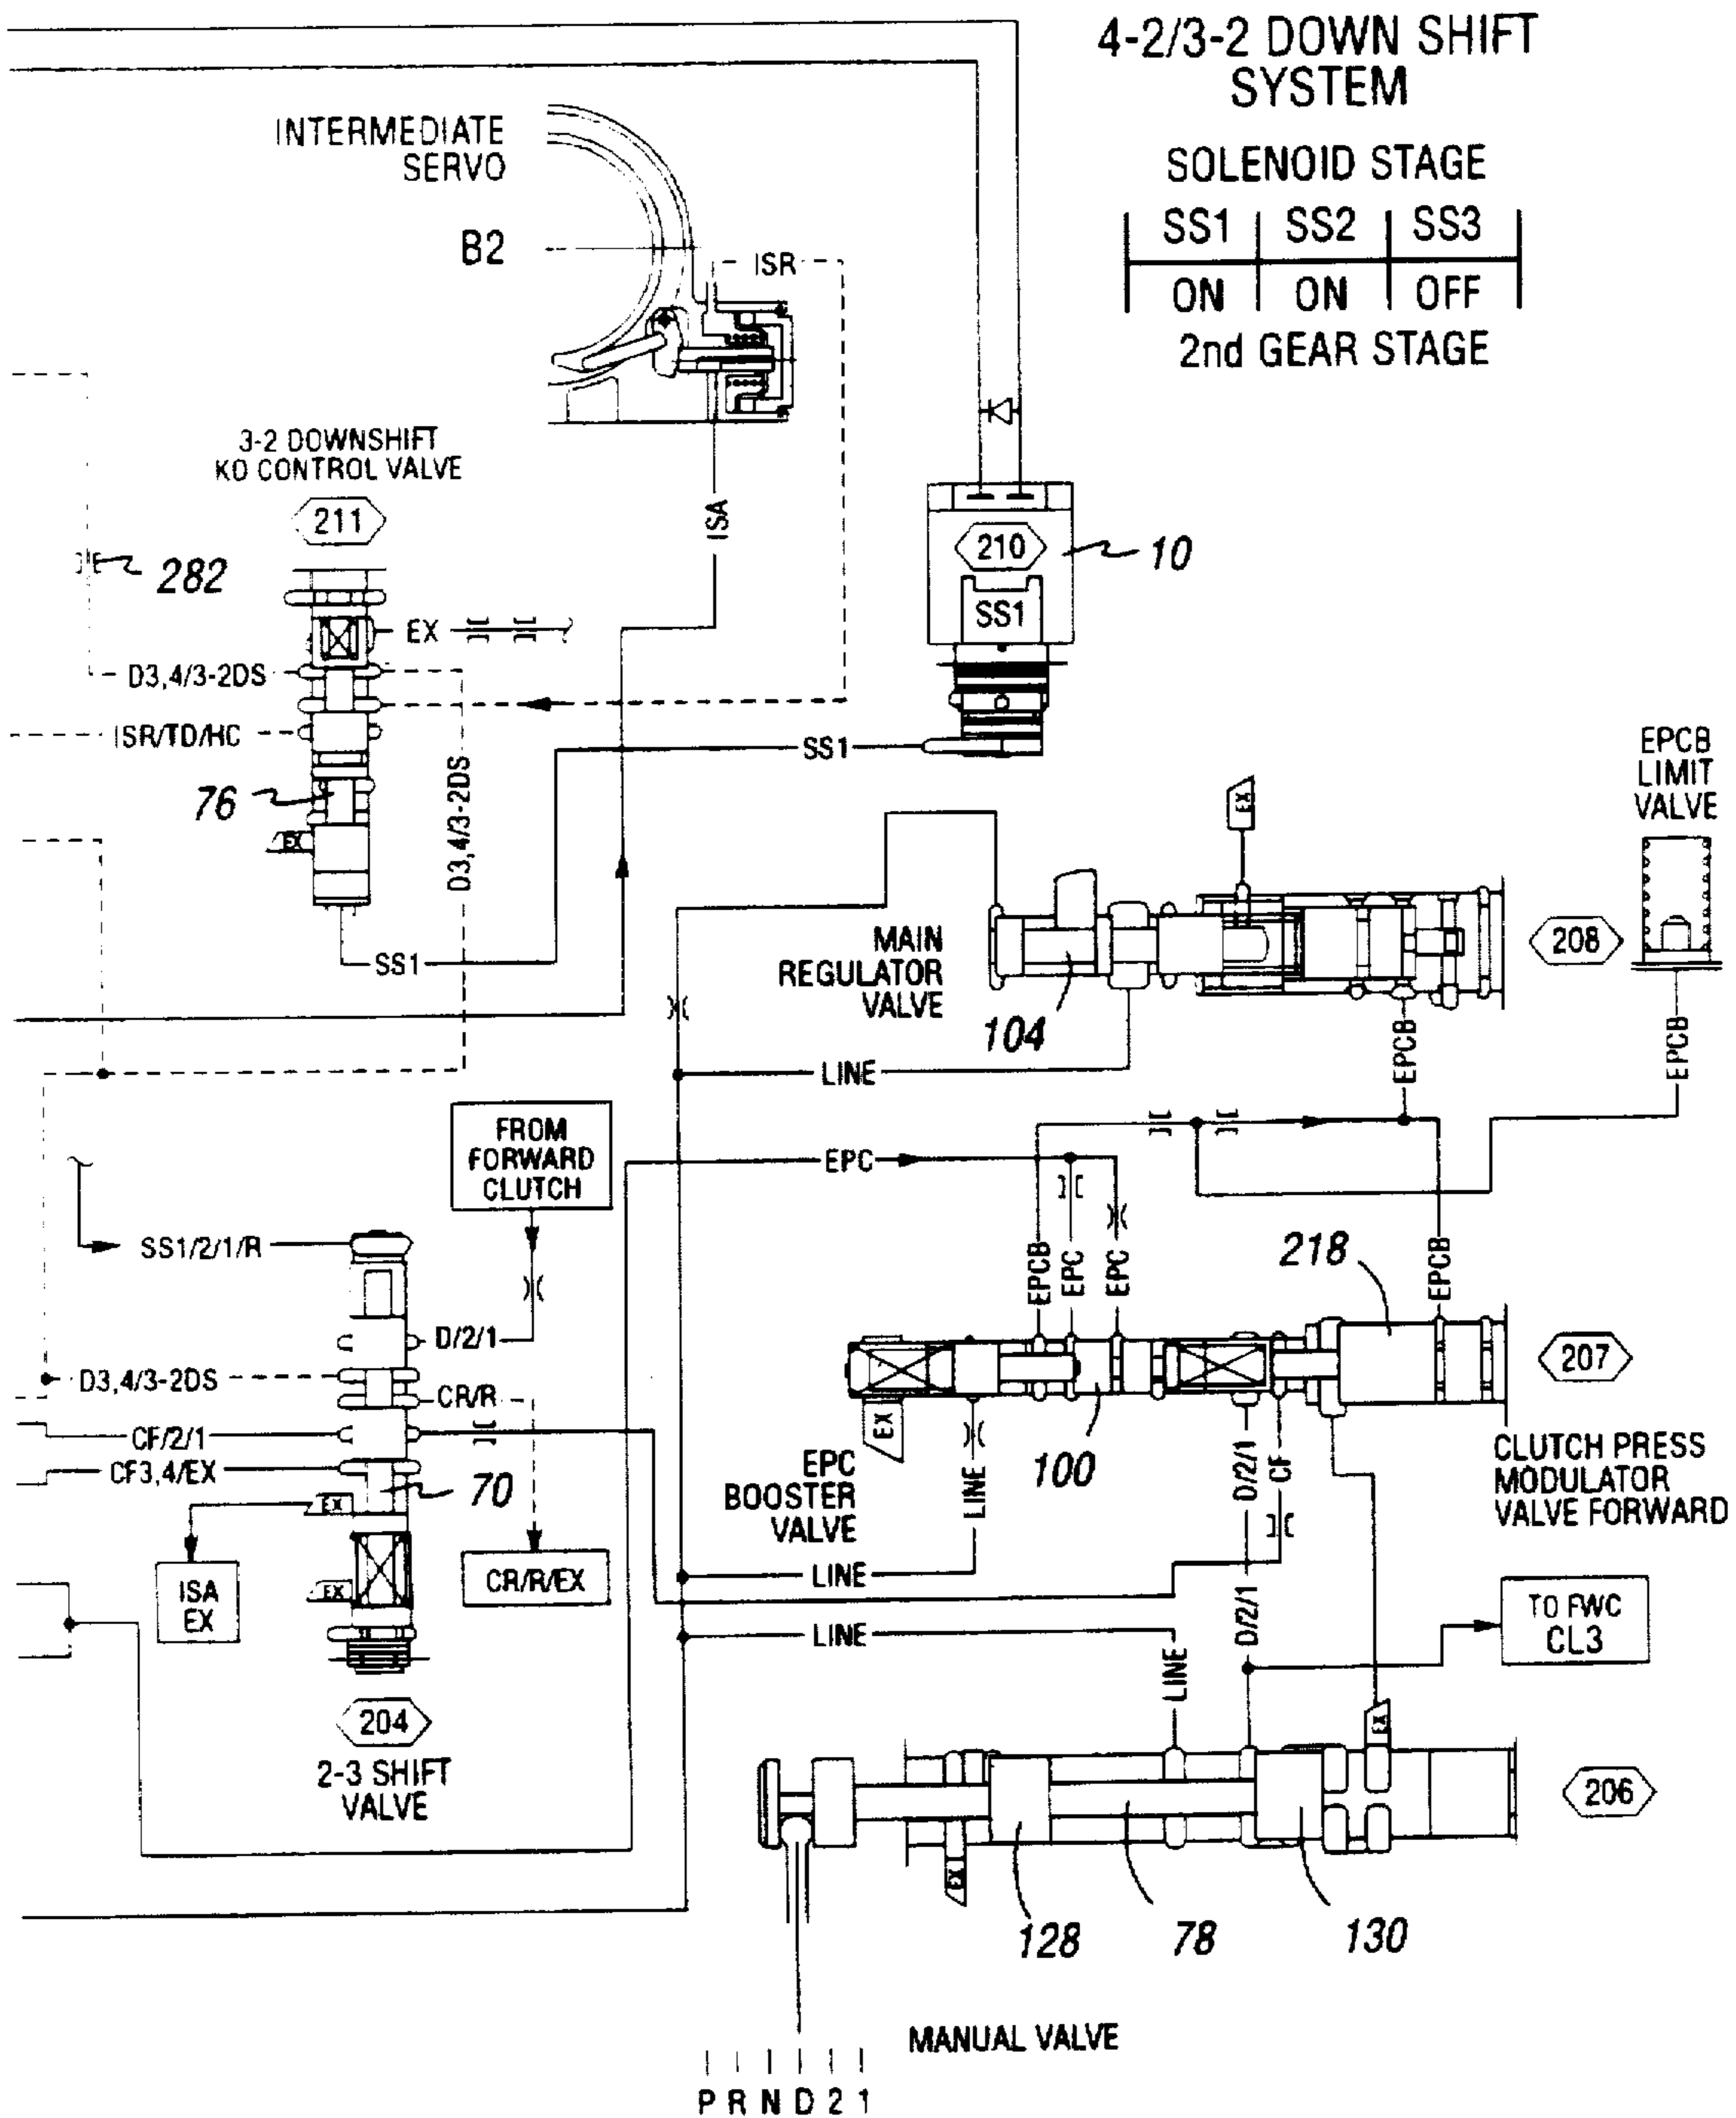 4-2/3-2 DOWN SHIFT
SYSTEM
SOLENOID STAGE
SS1 SS2 SS3
ON ON OFF
2nd GEAR STAGE
INTERMEDIATE
SERVO
B2
ISR
3-2 DOWNSHIFT
KO CONTROL VALVE
211
ISA
210
10
SS1
282
EX
D3,4/3-2DS
ISR/TD/HC
SS1
76
EX
D3,4/3-2DS
SS1
EX
EPCB
LIMIT
VALVE
MAIN
REGULATOR
VALVE
208
104
LINE
EPCB
EPCB
FROM
FORWARD
CLUTCH
EPC
SS1/2/1/R
218
EPCB
EPC
EPC
EPCB
D/2/1
207
D3,4/3-2DS
CR/R
CF/2/1
CF3,4/EX
70
EX
EX
LINE
100
D/2/1
CF
EPC
BOOSTER
VALVE
CLUTCH PRESS
MODULATOR
VALVE FORWARD
ISA
EX
EX
CR/R/EX
LINE
D/2/1
TO FWC
CL3
LINE
LINE
204
2-3 SHIFT
VALVE
EX
206
EX
128
78
130
MANUAL VALVE
P R N D 2 1